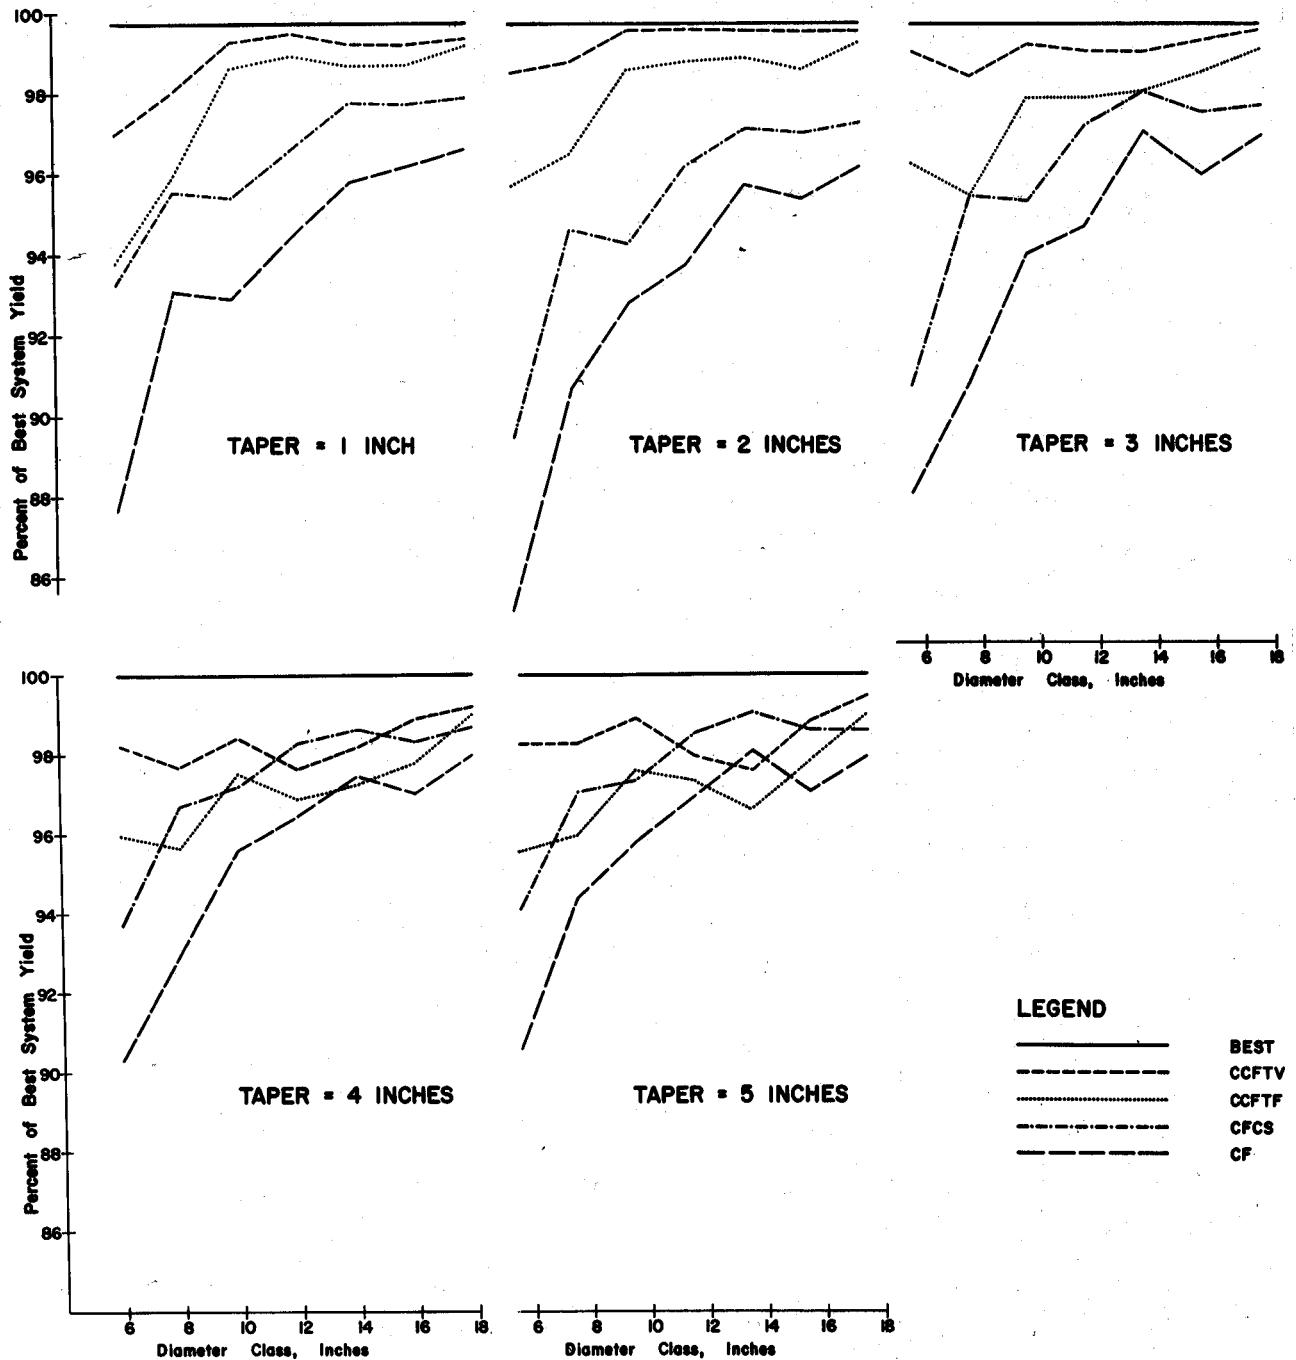 100
98
96
94
92
90
88
86
Percent of Best System Yield
TAPER = 1 INCH
TAPER = 2 INCHES
TAPER = 3 INCHES
6 8 10 12 14 16 18
Diameter Class, Inches
100
98
96
94
92
90
88
86
Percent of Best System Yield
TAPER = 4 INCHES
TAPER = 5 INCHES
LEGEND
BEST
CCFTV
CCFTF
CFCS
CF
6 8 10 12 14 16 18
Diameter Class, Inches
6 8 10 12 14 16 18
Diameter Class, Inches